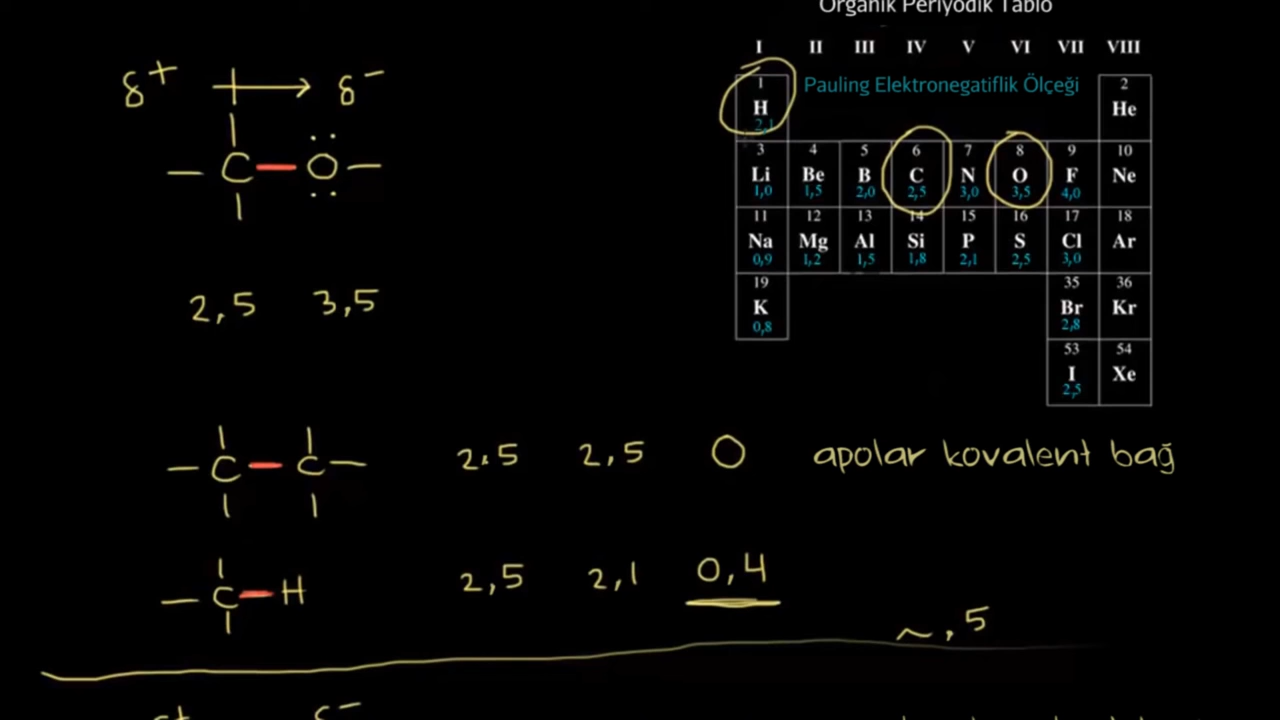 Organik Periyodik Tablo
I II III IV V VI VII VIII
1 Pauling Elektronegatiflik Ölçeği 2
H He
2,1
3 4 5 6 7 8 9 10
Li Be B C N O F Ne
1,0 1,5 2,0 2,5 3,0 3,5 4,0
11 12 13 14 15 16 17 18
Na Mg Al Si P S Cl Ar
0,9 1,2 1,5 1,8 2,1 2,5 3,0
19 35 36
K Br Kr
0,8 2,8
53 54
I Xe
2,5
δ+ δ-
C O
2,5 3,5
C C 2,5 2,5 0 apolar kovalent bağ
C H 2,5 2,1 0,4
~,5